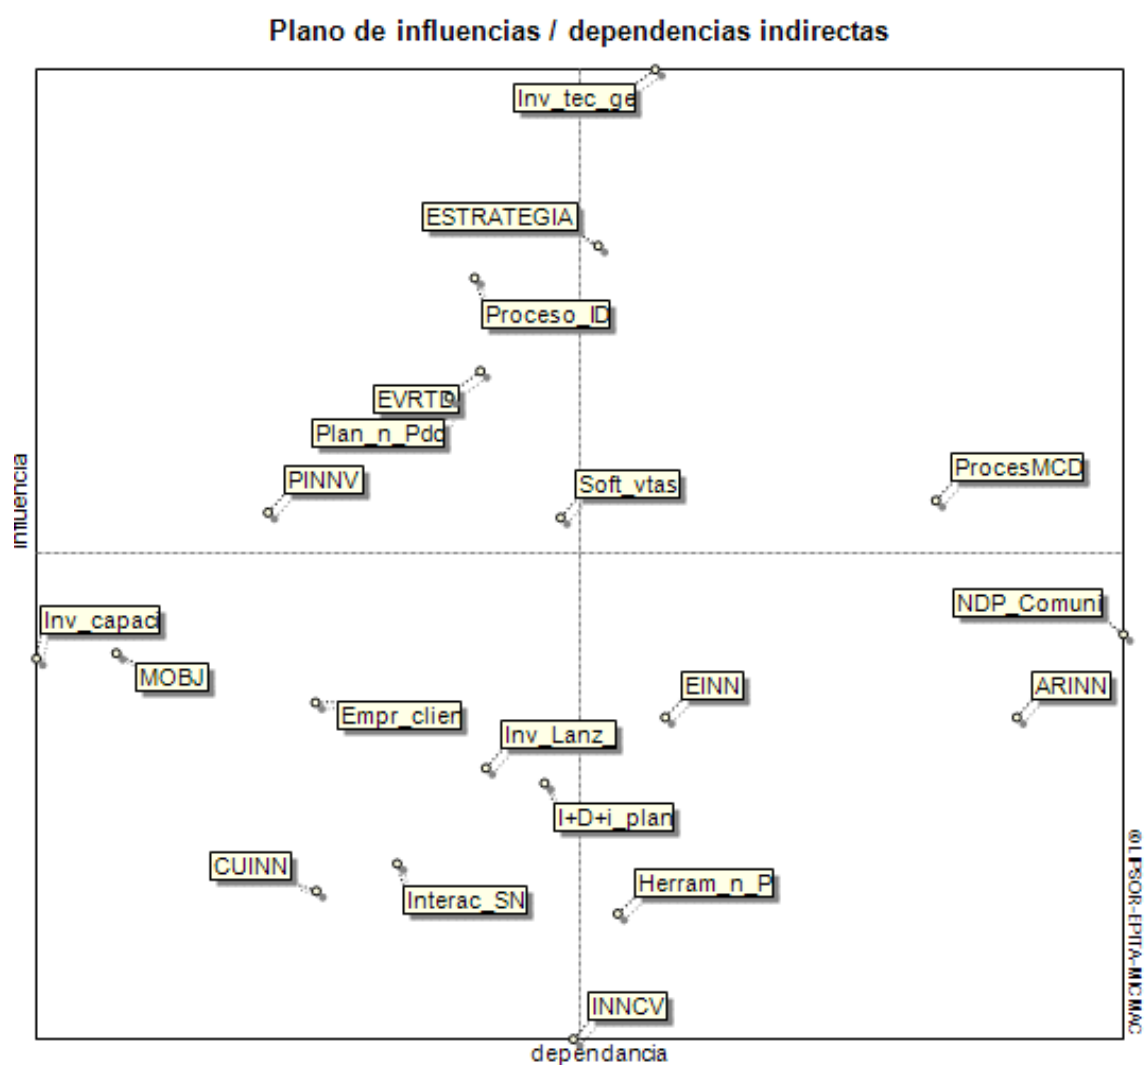 Plano de influencias / dependencias indirectas
Inv_tec_ge
ESTRATEGIA
Proceso_ID
EVRTD
Plan_n_Pdc
PINNV
Soft_vtas
ProcesMCD
influencia
Inv_capaci
NDP_Comuni
MOBJ
EINN
ARINN
Empr_clien
Inv_Lanz_
I+D+i_plan
CUINN
Interac_SN
Herram_n_P
INNCV
dependancia
© LIPSOR-EPITA-MICMAC